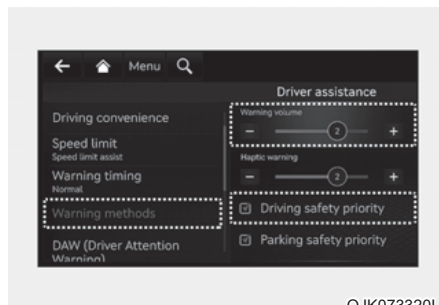 Menu
Driver assistance
Driving convenience
Speed limit
Speed limit assist
Warning timing
Normal
Warning methods
DAW (Driver Attention
Warning)
Warning volume
2
Haptic warning
2
Driving safety priority
Parking safety priority